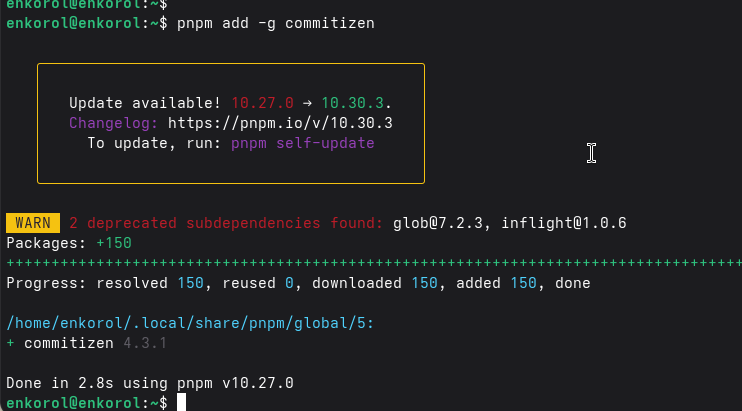 enkorol@enkorol:~$
enkorol@enkorol:~$ pnpm add -g commitizen
Update available! 10.27.0 → 10.30.3.
Changelog: https://pnpm.io/v/10.30.3
To update, run: pnpm self-update
WARN 2 deprecated subdependencies found: glob@7.2.3, inflight@1.0.6
Packages: +150
++++++++++++++++++++++++++++++++++++++++++++++++++++++++++++++++++++++++++++++++++
Progress: resolved 150, reused 0, downloaded 150, added 150, done
/home/enkorol/.local/share/pnpm/global/5:
+ commitizen 4.3.1
Done in 2.8s using pnpm v10.27.0
enkorol@enkorol:~$